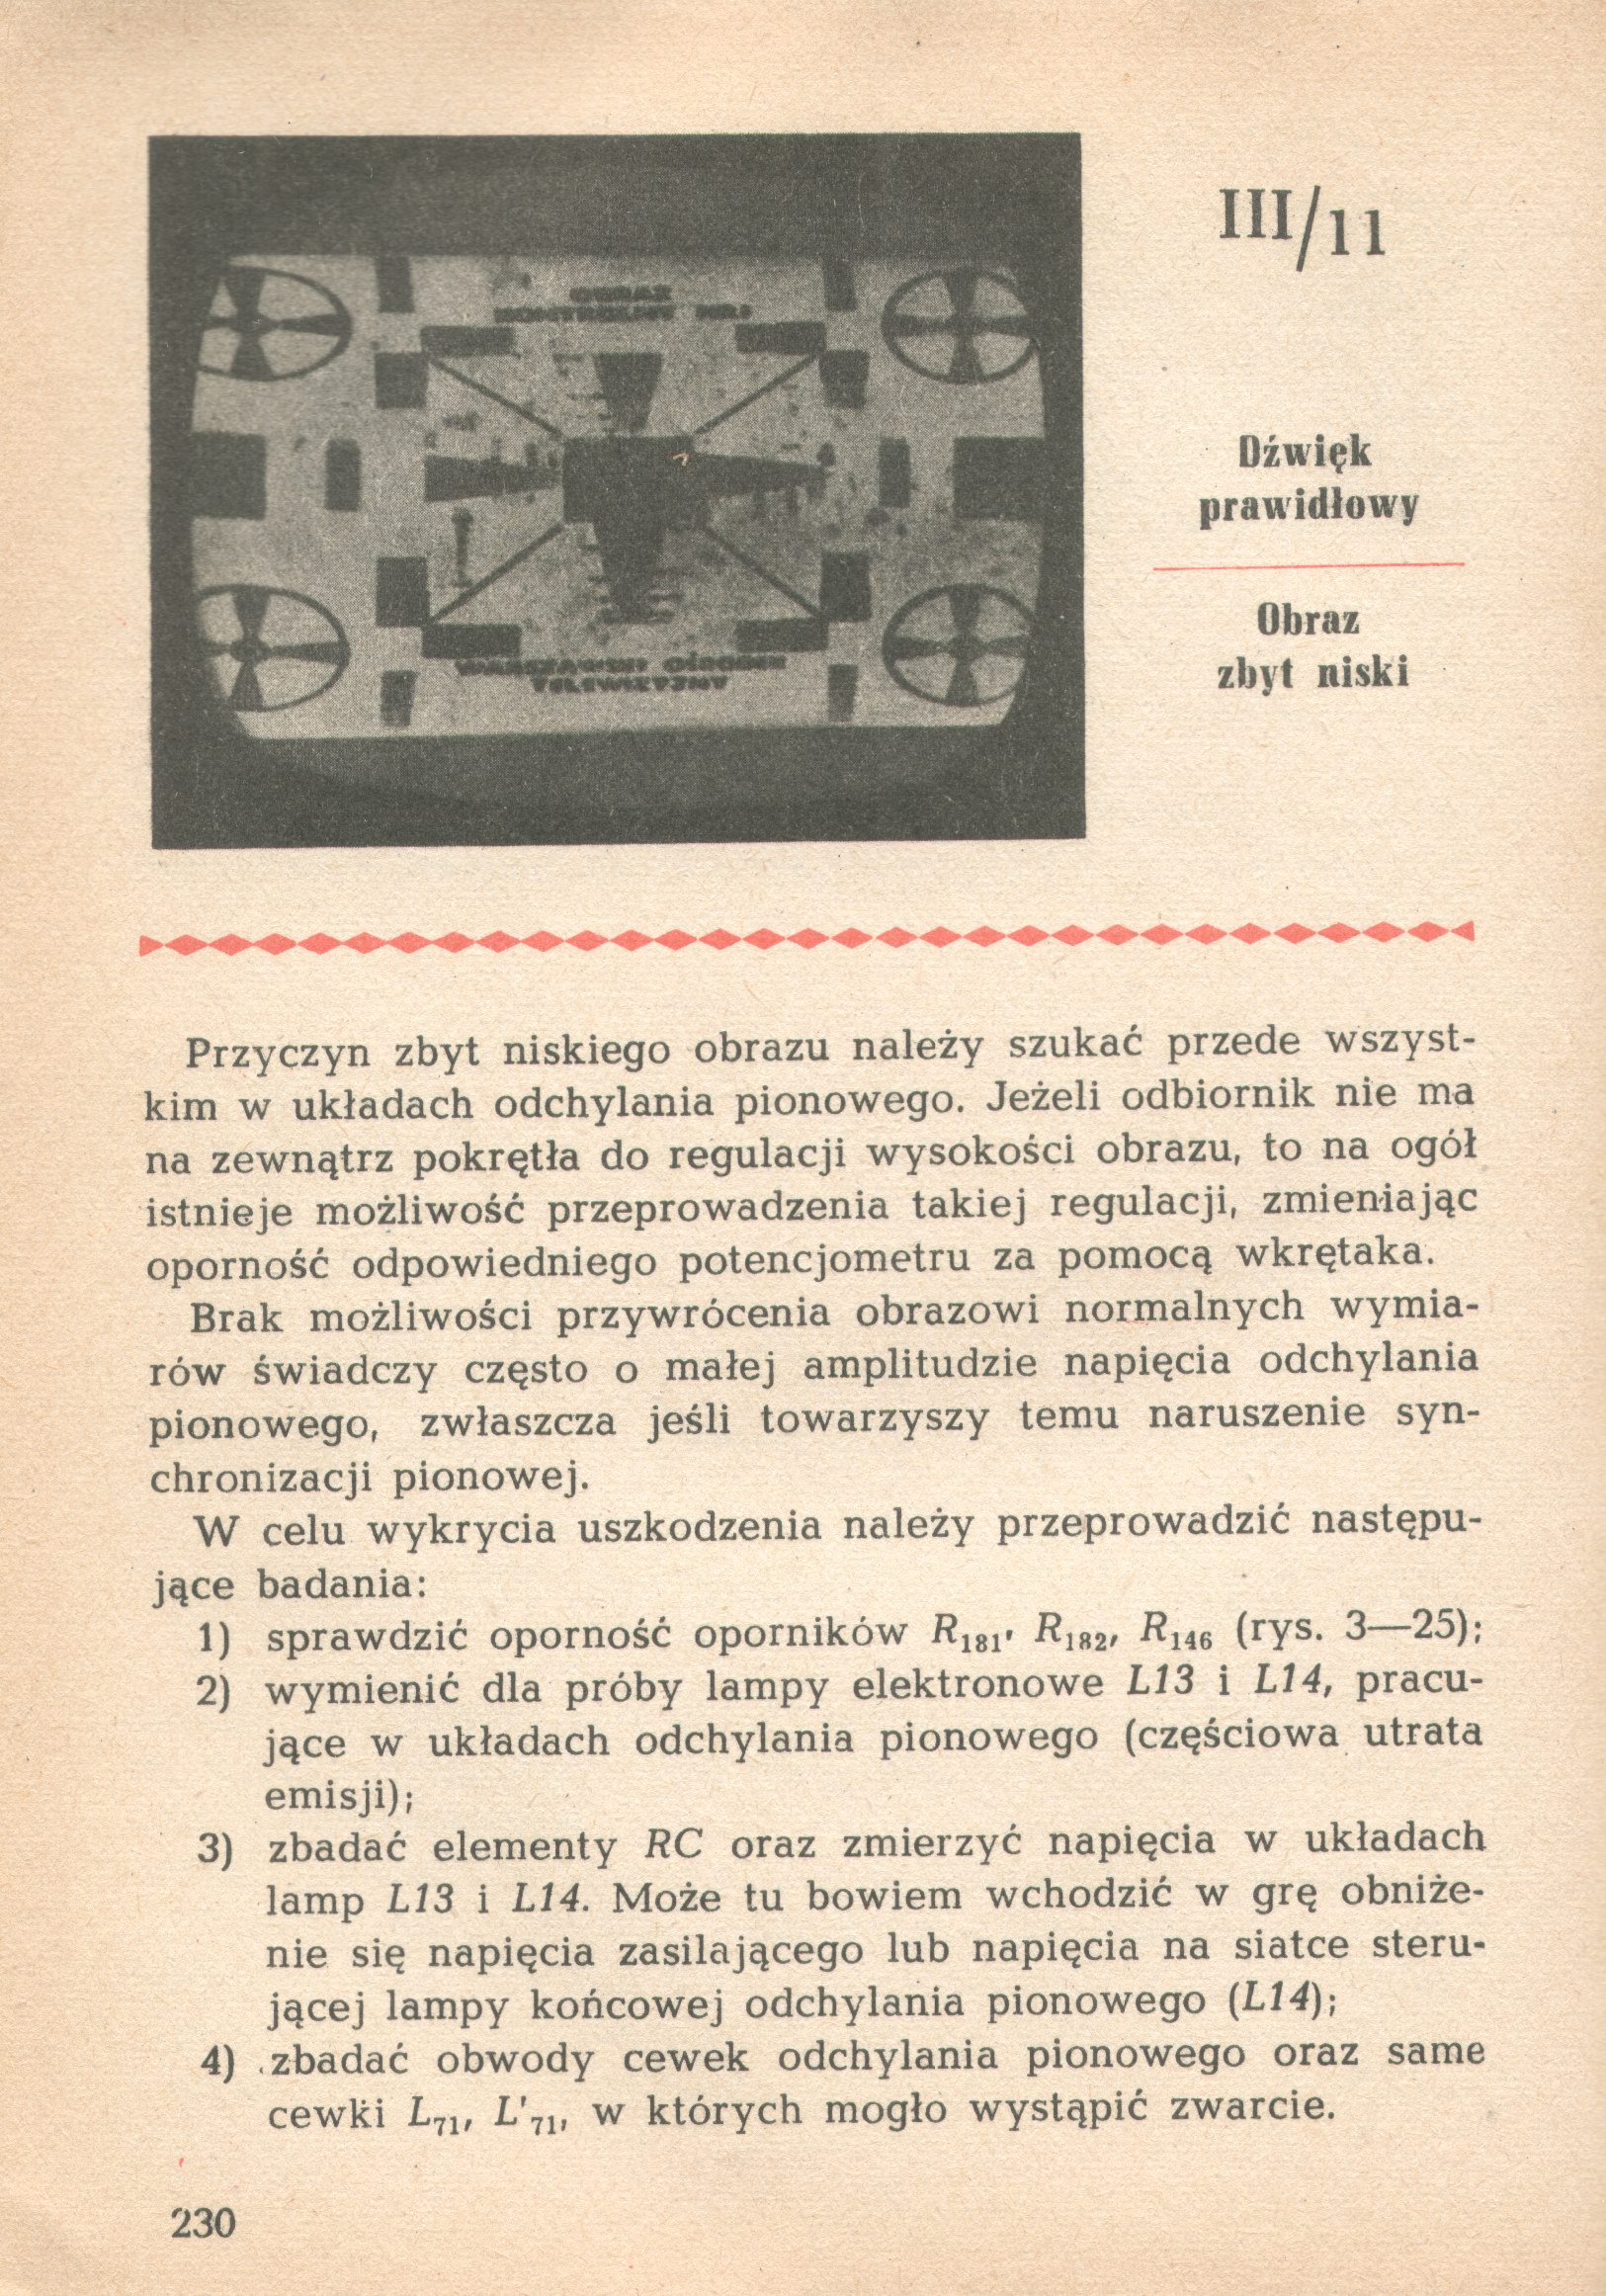 OBRAZ
KONTROLNY NR.1
WARSZAWSKI OŚRODEK
TELEWIZYJNY
III/11
Dźwięk
prawidłowy
Obraz
zbyt niski
Przyczyn zbyt niskiego obrazu należy szukać przede wszyst-
kim w układach odchylania pionowego. Jeżeli odbiornik nie ma
na zewnątrz pokrętła do regulacji wysokości obrazu, to na ogół
istnieje możliwość przeprowadzenia takiej regulacji, zmieniając
oporność odpowiedniego potencjometru za pomocą wkrętaka.
Brak możliwości przywrócenia obrazowi normalnych wymia-
rów świadczy często o małej amplitudzie napięcia odchylania
pionowego, zwłaszcza jeśli towarzyszy temu naruszenie syn-
chronizacji pionowej.
W celu wykrycia uszkodzenia należy przeprowadzić następu-
jące badania:
1) sprawdzić oporność oporników R₁₈₁, R₁₈₂, R₁₄₆ (rys. 3—25);
2) wymienić dla próby lampy elektronowe L13 i L14, pracu-
jące w układach odchylania pionowego (częściowa utrata
emisji);
3) zbadać elementy RC oraz zmierzyć napięcia w układach
lamp L13 i L14. Może tu bowiem wchodzić w grę obniże-
nie się napięcia zasilającego lub napięcia na siatce steru-
jącej lampy końcowej odchylania pionowego (L14);
4) zbadać obwody cewek odchylania pionowego oraz same
cewki L₇₁, L'₇₁, w których mogło wystąpić zwarcie.
230